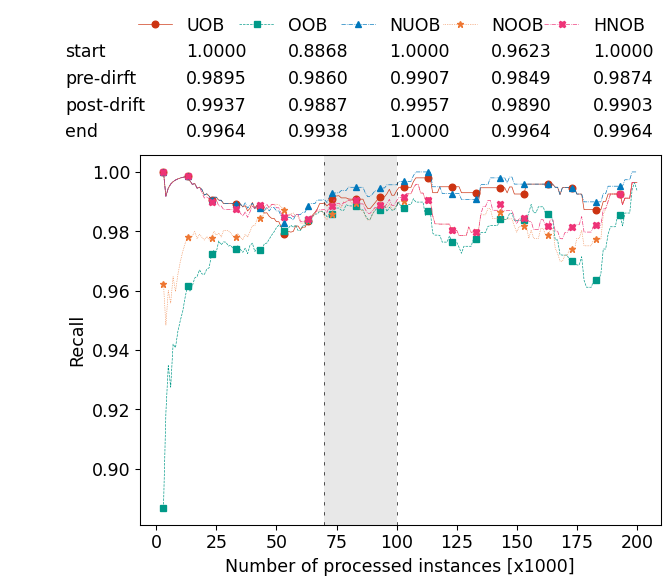 UOB OOB NUOB NOOB HNOB
start 1.0000 0.8868 1.0000 0.9623 1.0000
pre-dirft 0.9895 0.9860 0.9907 0.9849 0.9874
post-drift 0.9937 0.9887 0.9957 0.9890 0.9903
end 0.9964 0.9938 1.0000 0.9964 0.9964
1.00
0.98
0.96
0.94
0.92
0.90
Recall
0 25 50 75 100 125 150 175 200
Number of processed instances [x1000]